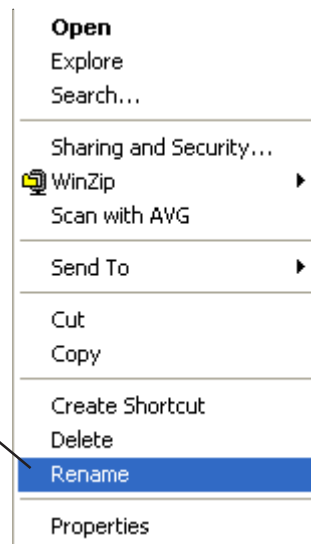 Open
Explore
Search...
Sharing and Security...
WinZip
Scan with AVG
Send To
Cut
Copy
Create Shortcut
Delete
Rename
Properties